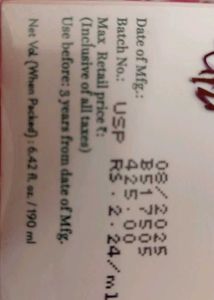 Date of Mfg.: 08/2025
Batch No.: B517505
425.00
USP RS.2.24/ml
Max Retail price ₹:
(Inclusive of all taxes)
Use before: 3 years from date of Mfg.
Net Vol. (When Packed) : 6.42 fl. oz. / 190 ml